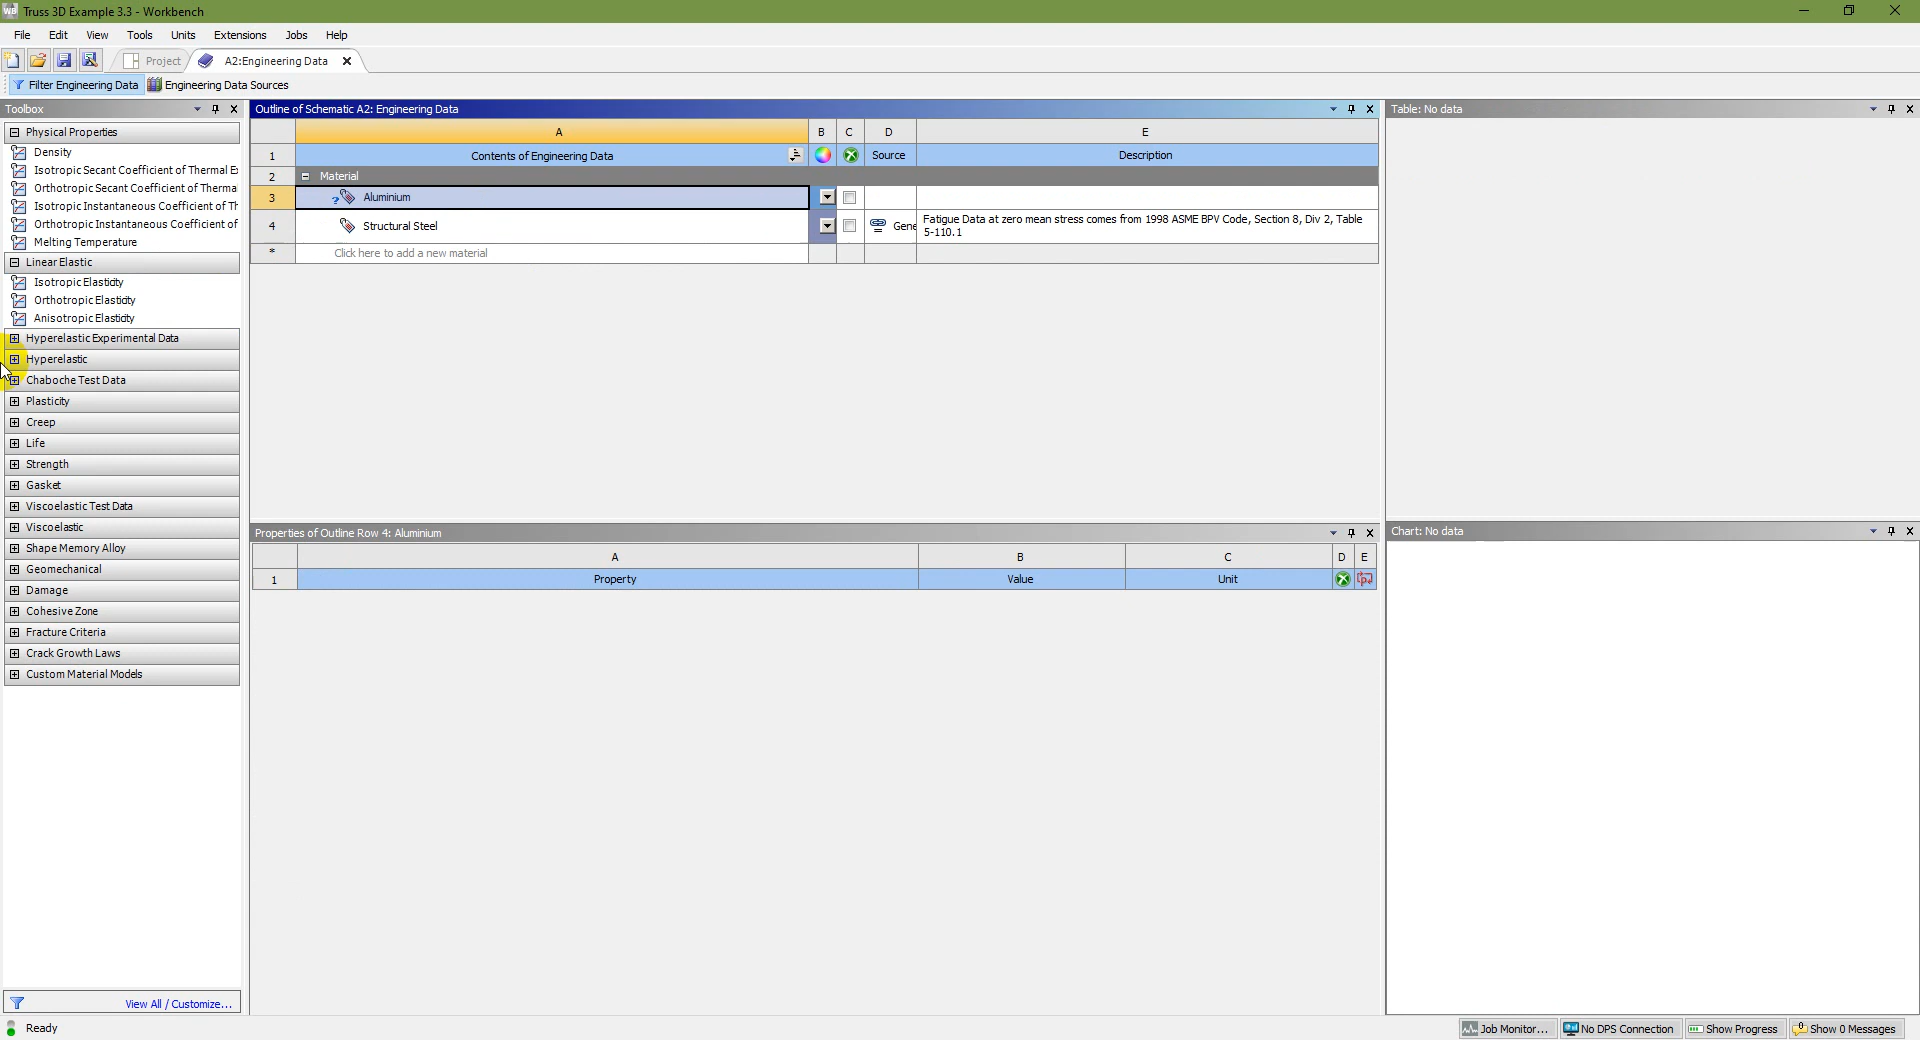 Truss 3D Example 3.3 - Workbench
File Edit View Tools Units Extensions Jobs Help
Project A2:Engineering Data
Filter Engineering Data Engineering Data Sources
Toolbox
Physical Properties
Density
Isotropic Secant Coefficient of Thermal E
Orthotropic Secant Coefficient of Therma
Isotropic Instantaneous Coefficient of Th
Orthotropic Instantaneous Coefficient of
Melting Temperature
Linear Elastic
Isotropic Elasticity
Orthotropic Elasticity
Anisotropic Elasticity
Hyperelastic Experimental Data
Hyperelastic
Chaboche Test Data
Plasticity
Creep
Life
Strength
Gasket
Viscoelastic Test Data
Viscoelastic
Shape Memory Alloy
Geomechanical
Damage
Cohesive Zone
Fracture Criteria
Crack Growth Laws
Custom Material Models
View All / Customize...
Outline of Schematic A2: Engineering Data
A B C D E
1 Contents of Engineering Data Source Description
2 Material
3 ? Aluminium
4 Structural Steel Gene Fatigue Data at zero mean stress comes from 1998 ASME BPV Code, Section 8, Div 2, Table
5-110.1
* Click here to add a new material
Properties of Outline Row 4: Aluminium
A B C D E
1 Property Value Unit
Table: No data
Chart: No data
Ready
Job Monitor... No DPS Connection Show Progress Show 0 Messages